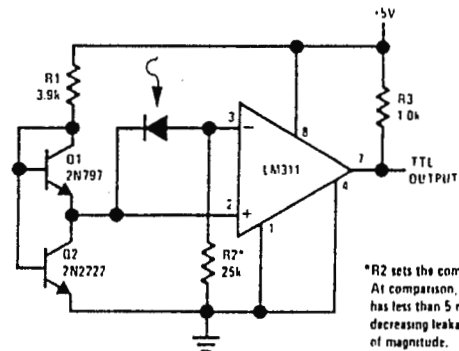 +5V
R1
3.9k
R3
1.0k
3
8
Q1
2N797
LM311
7
TTL
OUTPUT
4
2
1
Q2
2N2727
R2*
25k
*R2 sets the com
At comparison,
has less than 5
decreasing leaka
of magnitude.